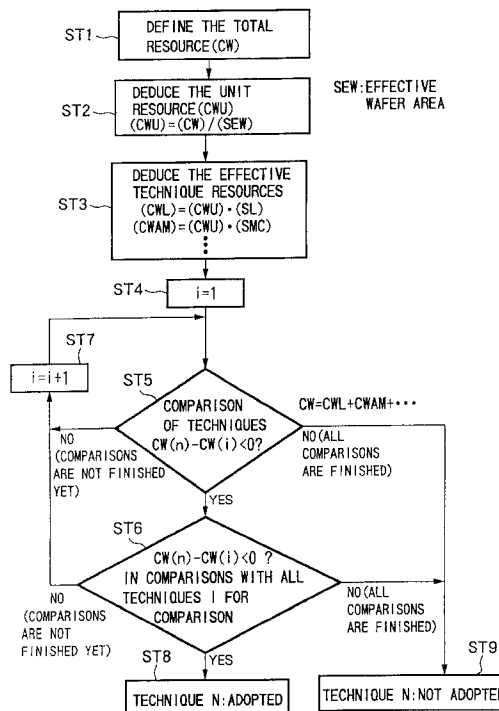 ST1
DEFINE THE TOTAL
RESOURCE(CW)
ST2
DEDUCE THE UNIT
RESOURCE(CWU)
(CWU)=(CW)/(SEW)
SEW:EFFECTIVE
WAFER AREA
ST3
DEDUCE THE EFFECTIVE
TECHNIQUE RESOURCES
(CWL)=(CWU)·(SL)
(CWAM)=(CWU)·(SMC)
⋮
ST4
i=1
ST7
i=i+1
ST5
COMPARISON
OF TECHNIQUES
CW(n)-CW(i)<0?
CW=CWL+CWAM+···
NO
(COMPARISONS
ARE NOT FINISHED
YET)
NO(ALL
COMPARISONS
ARE FINISHED)
YES
ST6
CW(n)-CW(i)<0 ?
IN COMPARISONS WITH ALL
TECHNIQUES I FOR
COMPARISON
NO
(COMPARISONS
ARE NOT
FINISHED YET)
NO(ALL
COMPARISONS
ARE FINISHED)
YES
ST8
TECHNIQUE N:ADOPTED
ST9
TECHNIQUE N:NOT ADOPTED